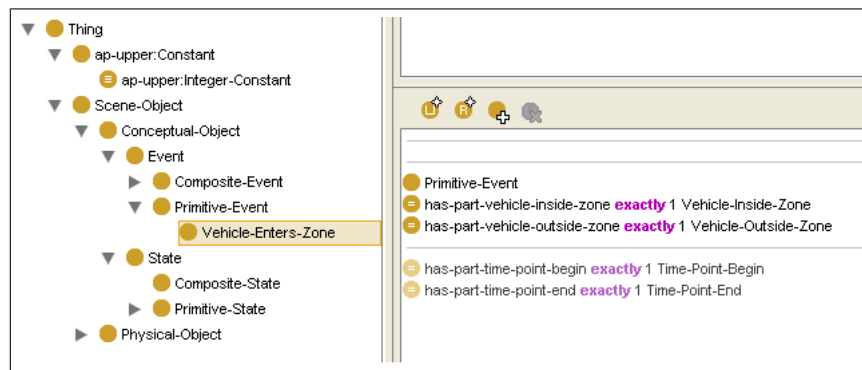 Thing
ap-upper:Constant
ap-upper:Integer-Constant
Scene-Object
Conceptual-Object
Event
Composite-Event
Primitive-Event
Vehicle-Enters-Zone
State
Composite-State
Primitive-State
Physical-Object
Primitive-Event
has-part-vehicle-inside-zone exactly 1 Vehicle-Inside-Zone
has-part-vehicle-outside-zone exactly 1 Vehicle-Outside-Zone
has-part-time-point-begin exactly 1 Time-Point-Begin
has-part-time-point-end exactly 1 Time-Point-End